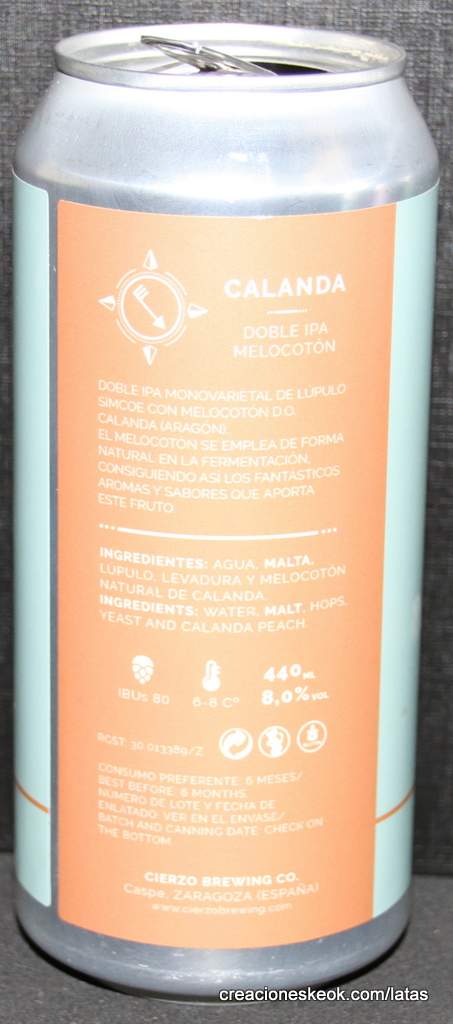 CALANDA
DOBLE IPA
MELOCOTÓN
DOBLE IPA MONOVARIETAL DE LÚPULO
SIMCOE CON MELOCOTÓN D.O.
CALANDA (ARAGÓN).
EL MELOCOTÓN SE EMPLEA DE FORMA
NATURAL EN LA FERMENTACIÓN,
CONSIGUIENDO ASÍ LOS FANTÁSTICOS
AROMAS Y SABORES QUE APORTA
ESTE FRUTO.
INGREDIENTES: AGUA, MALTA,
LÚPULO, LEVADURA Y MELOCOTÓN
NATURAL DE CALANDA.
INGREDIENTS: WATER, MALT, HOPS,
YEAST AND CALANDA PEACH.
IBUs 80
6-8 Cº
440 ML
8,0% VOL
RGST: 30 013389/Z
CONSUMO PREFERENTE: 6 MESES/
BEST BEFORE: 6 MONTHS.
NÚMERO DE LOTE Y FECHA DE
ENLATADO: VER EN EL ENVASE/
BATCH AND CANNING DATE: CHECK ON
THE BOTTOM
CIERZO BREWING CO.
Caspe, ZARAGOZA (ESPAÑA)
www.cierzobrewing.com
creacioneskeok.com/latas